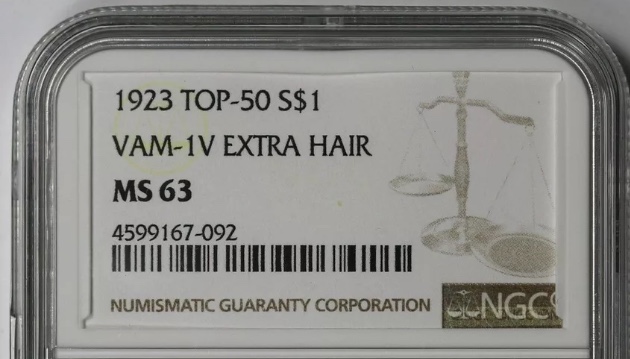 1923 TOP-50 S$1
VAM-1V EXTRA HAIR
MS 63
4599167-092
NUMISMATIC GUARANTY CORPORATION
NGC